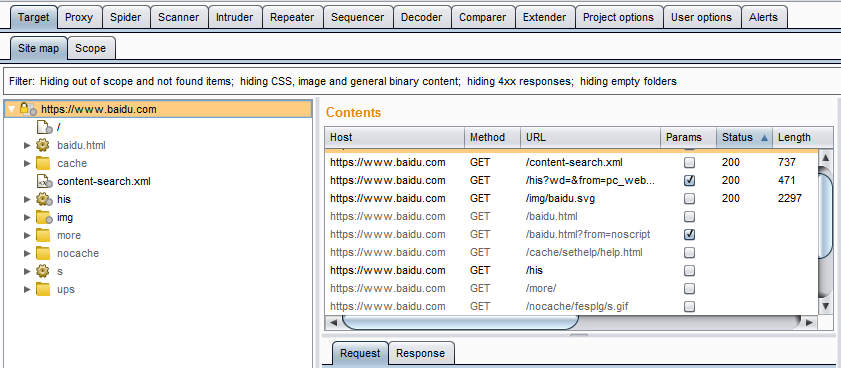 Target Proxy Spider Scanner Intruder Repeater Sequencer Decoder Comparer Extender Project options User options Alerts
Site map Scope
Filter: Hiding out of scope and not found items; hiding CSS, image and general binary content; hiding 4xx responses; hiding empty folders
https://www.baidu.com
/
baidu.html
cache
content-search.xml
his
img
more
nocache
s
ups
Contents
Host Method URL Params Status Length
https://www.baidu.com GET /content-search.xml 200 737
https://www.baidu.com GET /his?wd=&from=pc_web... 200 471
https://www.baidu.com GET /img/baidu.svg 200 2297
https://www.baidu.com GET /baidu.html
https://www.baidu.com GET /baidu.html?from=noscript
https://www.baidu.com GET /cache/sethelp/help.html
https://www.baidu.com GET /his
https://www.baidu.com GET /more/
https://www.baidu.com GET /nocache/fesplg/s.gif
Request Response